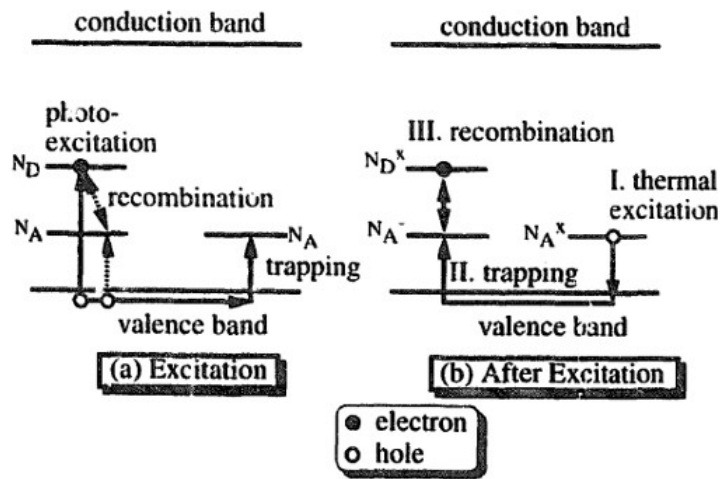 conduction band
photo-
excitation
N_D
recombination
N_A
N_A
trapping
valence band
(a) Excitation
conduction band
III. recombination
N_D^x
I. thermal
excitation
N_A^-
N_A^x
II. trapping
valence band
(b) After Excitation
electron
hole